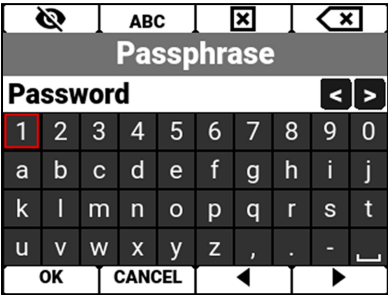 ABC
Passphrase
Password < >
1 2 3 4 5 6 7 8 9 0
a b c d e f g h i j
k l m n o p q r s t
u v w x y z , . -
OK CANCEL